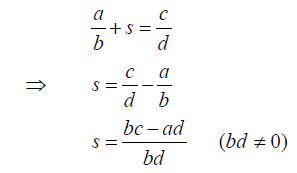 a/b + s = c/d
⇒ s = c/d − a/b
s = (bc − ad)/bd (bd ≠ 0)